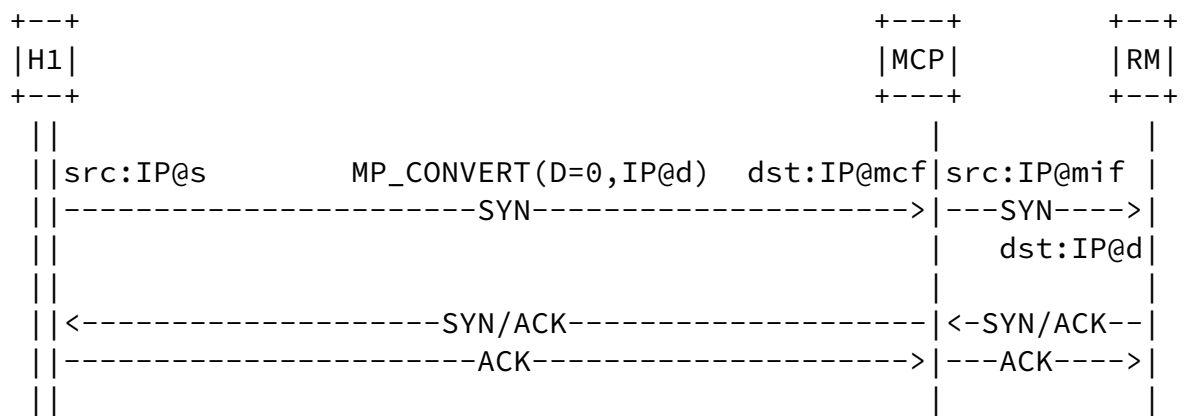 +--+                                              +---+        +--+
|H1|                                              |MCP|        |RM|
+--+                                              +---+        +--+
 ||                                                 |           |
 ||src:IP@s        MP_CONVERT(D=0,IP@d)  dst:IP@mcf|src:IP@mif |
 ||-----------------------SYN--------------------->|---SYN---->|
 ||                                                 |    dst:IP@d|
 ||                                                 |           |
 ||<---------------------SYN/ACK--------------------|<-SYN/ACK--|
 ||-----------------------ACK--------------------->|---ACK---->|
 ||                                                 |           |